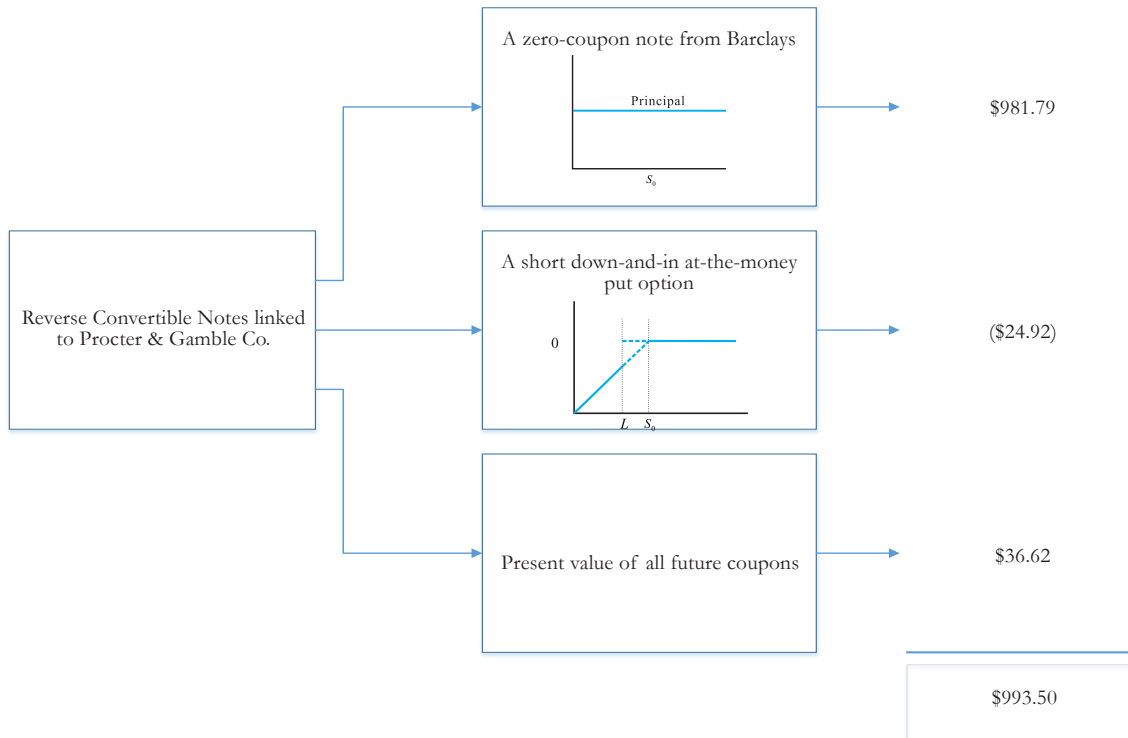 A zero-coupon note from Barclays
Principal
S₀
$981.79
Reverse Convertible Notes linked
to Procter & Gamble Co.
A short down-and-in at-the-money
put option
0
L S₀
($24.92)
Present value of all future coupons
$36.62
$993.50